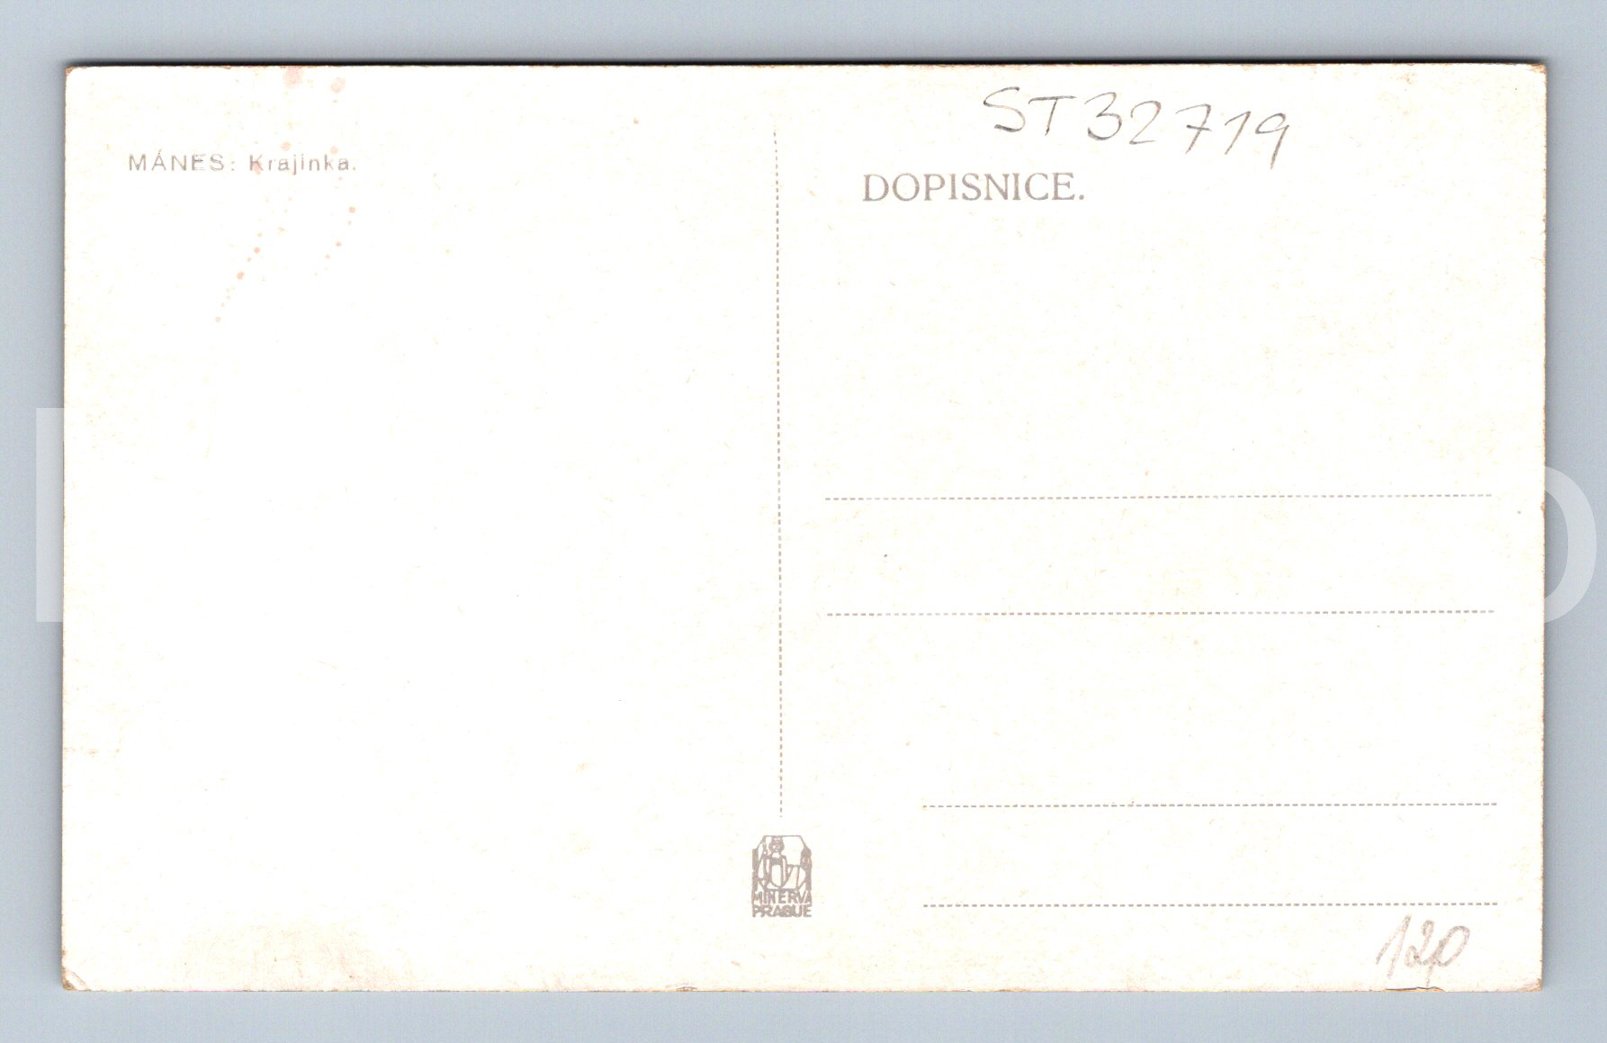 MÁNES: Krajinka.
ST32719
DOPISNICE.
MINERVA
PRAGUE
120